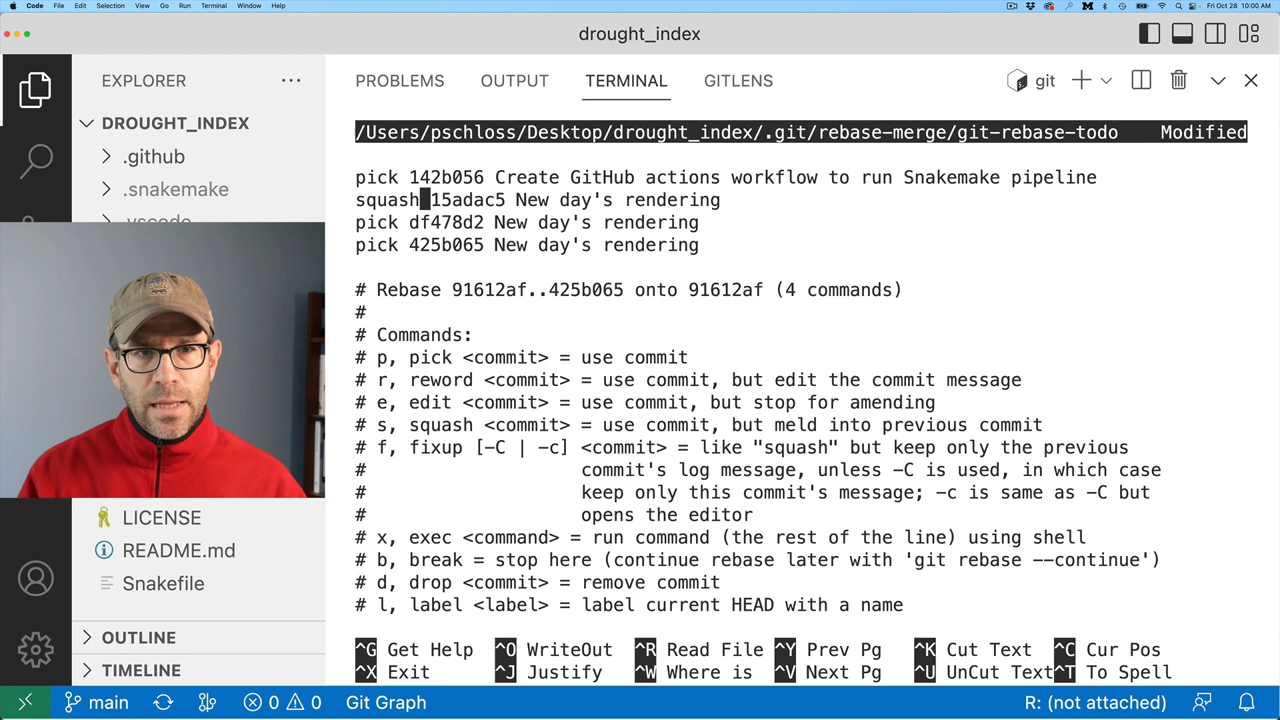 Code File Edit Selection View Go Run Terminal Window Help
Fri Oct 28 10:00 AM
drought_index
EXPLORER
PROBLEMS OUTPUT TERMINAL GITLENS
git
DROUGHT_INDEX
.github
.snakemake
.vscode
LICENSE
README.md
Snakefile
OUTLINE
TIMELINE
/Users/pschloss/Desktop/drought_index/.git/rebase-merge/git-rebase-todo Modified
pick 142b056 Create GitHub actions workflow to run Snakemake pipeline
squash 15adac5 New day's rendering
pick df478d2 New day's rendering
pick 425b065 New day's rendering
# Rebase 91612af..425b065 onto 91612af (4 commands)
#
# Commands:
# p, pick <commit> = use commit
# r, reword <commit> = use commit, but edit the commit message
# e, edit <commit> = use commit, but stop for amending
# s, squash <commit> = use commit, but meld into previous commit
# f, fixup [-C | -c] <commit> = like "squash" but keep only the previous
# commit's log message, unless -C is used, in which case
# keep only this commit's message; -c is same as -C but
# opens the editor
# x, exec <command> = run command (the rest of the line) using shell
# b, break = stop here (continue rebase later with 'git rebase --continue')
# d, drop <commit> = remove commit
# l, label <label> = label current HEAD with a name
^G Get Help ^O WriteOut ^R Read File ^Y Prev Pg ^K Cut Text ^C Cur Pos
^X Exit ^J Justify ^W Where is ^V Next Pg ^U UnCut Text ^T To Spell
main 0 0 Git Graph R: (not attached)